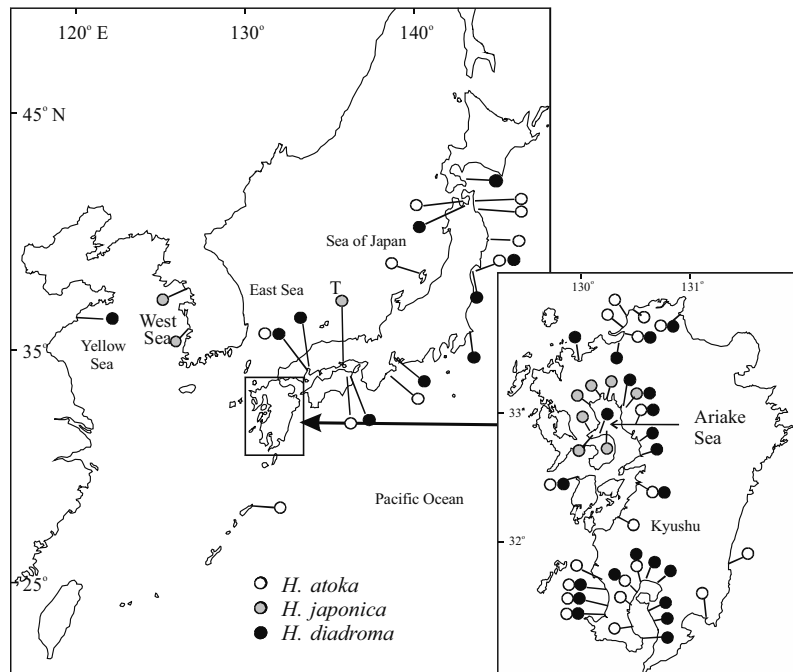 120° E
130°
140°
45° N
Sea of Japan
East Sea
T
West
Sea
Yellow
Sea
35°
130°
131°
33°
Ariake
Sea
Pacific Ocean
Kyushu
32°
25°
H. atoka
H. japonica
H. diadroma